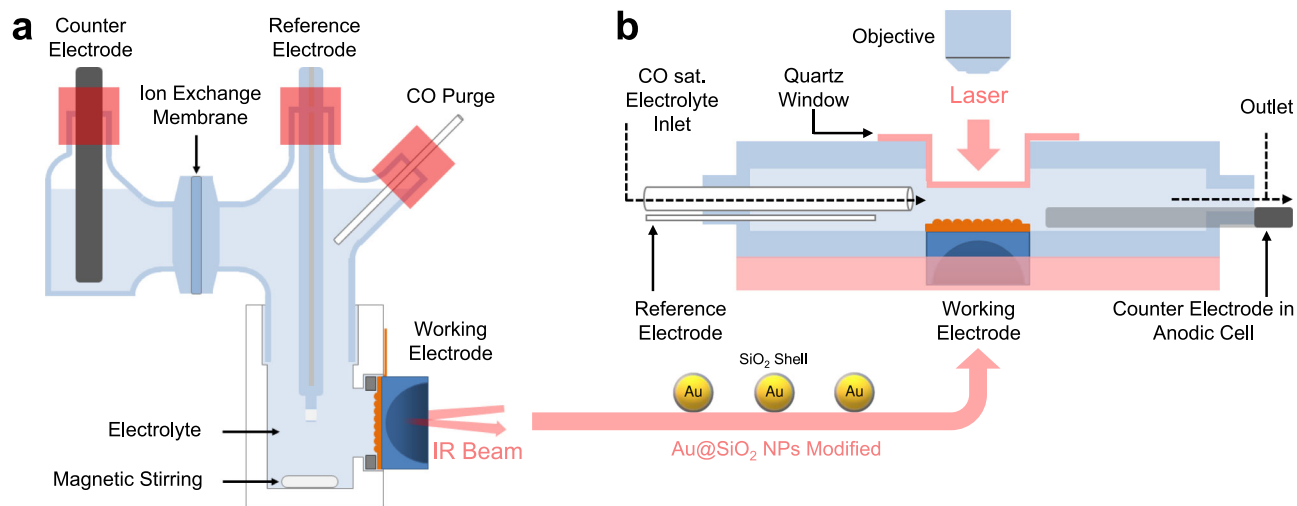 a
Counter
Electrode
Reference
Electrode
Ion Exchange
Membrane
CO Purge
Working
Electrode
Electrolyte
IR Beam
Magnetic Stirring
b
Objective
CO sat.
Electrolyte
Inlet
Quartz
Window
Laser
Outlet
Reference
Electrode
Working
Electrode
Counter Electrode in
Anodic Cell
SiO₂ Shell
Au
Au
Au
Au@SiO₂ NPs Modified